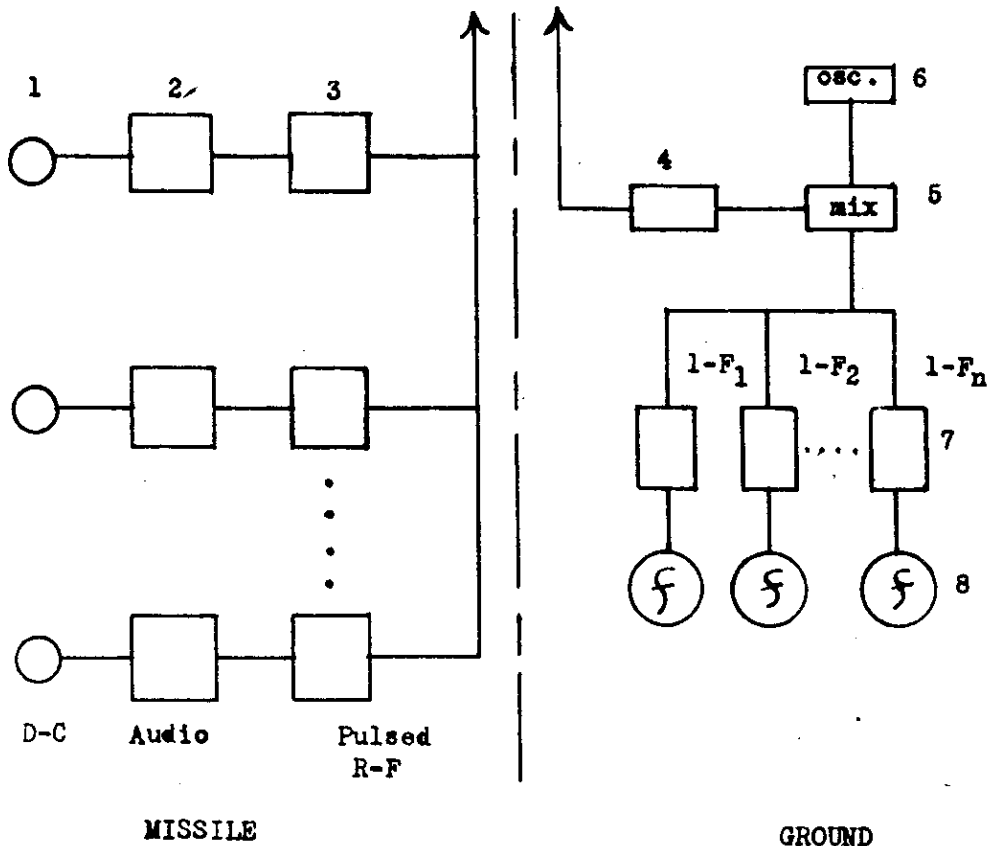 1
2
3
4
osc. 6
mix 5
1-F1 1-F2 1-Fn
7
f f f 8
D-C Audio Pulsed
R-F
MISSILE GROUND